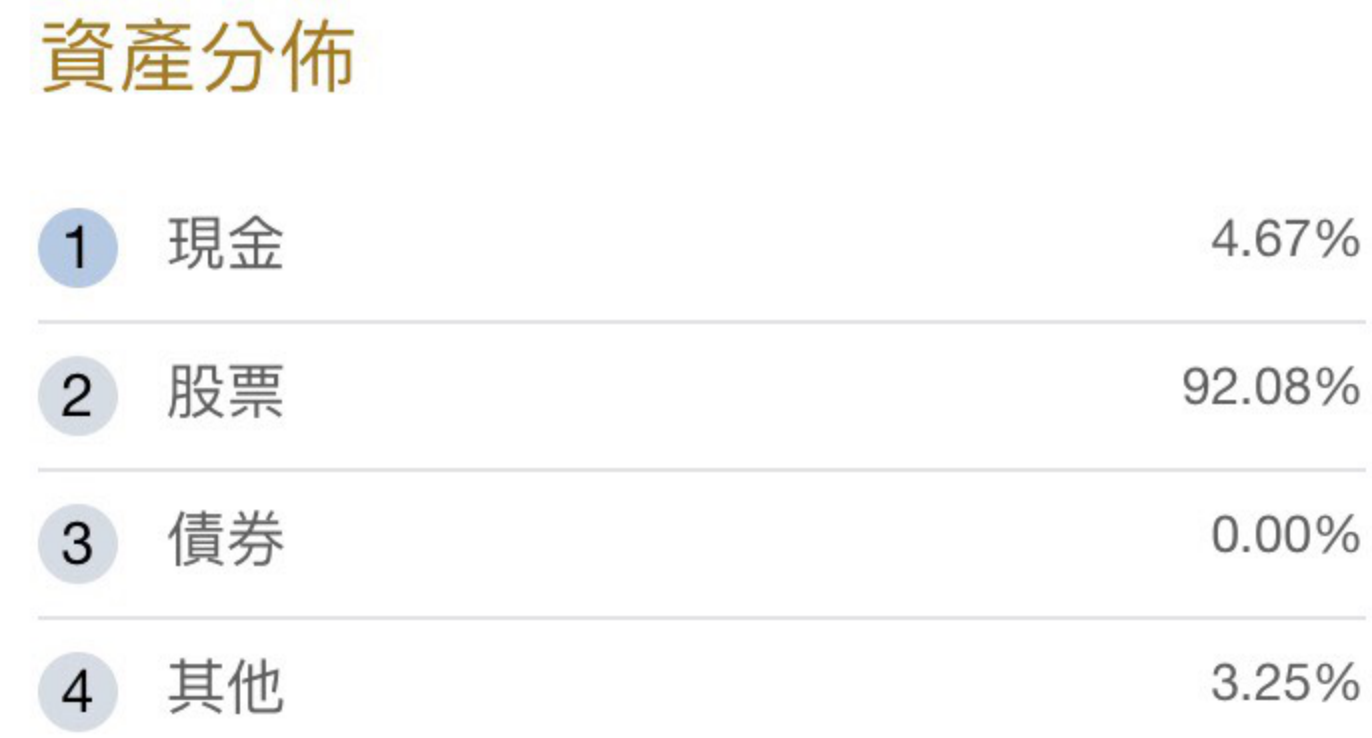 資產分佈
1 現金 4.67%
2 股票 92.08%
3 債券 0.00%
4 其他 3.25%